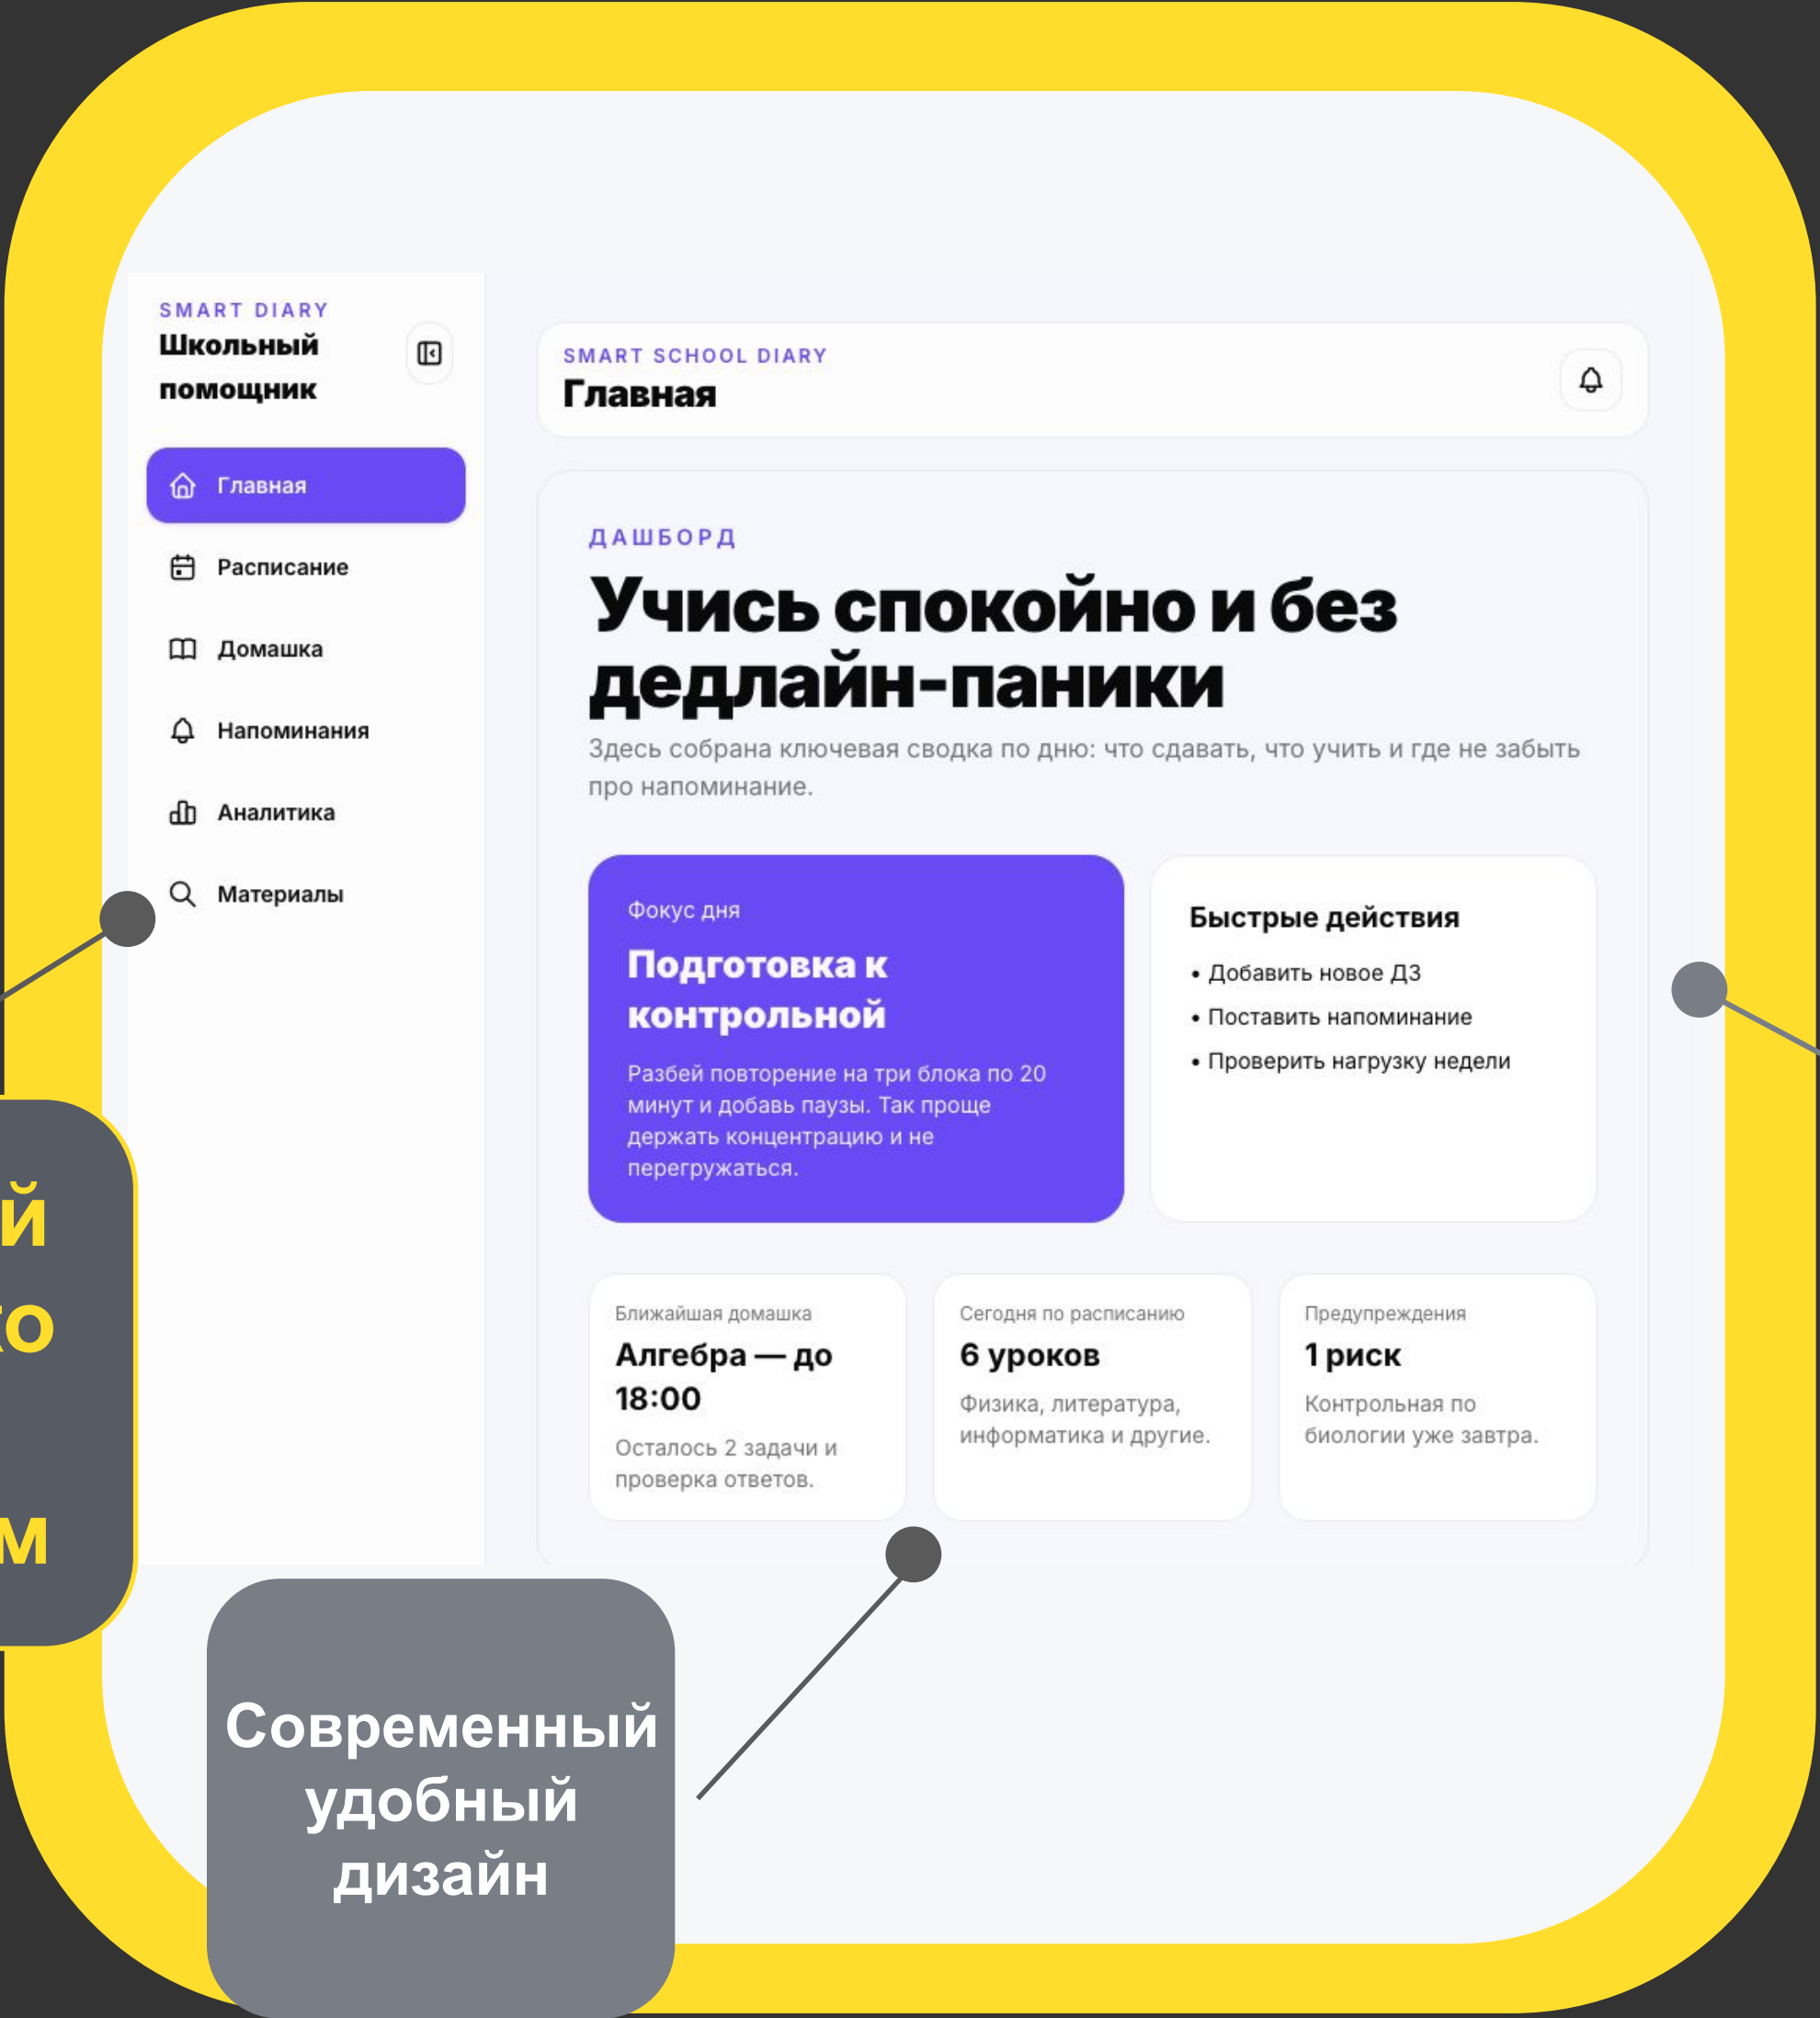 SMART DIARY
Школьный
помощник
Главная
Расписание
Домашка
Напоминания
Аналитика
Материалы
SMART SCHOOL DIARY
Главная
ДАШБОРД
Учись спокойно и без
дедлайн-паники
Здесь собрана ключевая сводка по дню: что сдавать, что учить и где не забыть
про напоминание.
Фокус дня
Подготовка к
контрольной
Разбей повторение на три блока по 20
минут и добавь паузы. Так проще
держать концентрацию и не
перегружаться.
Быстрые действия
• Добавить новое ДЗ
• Поставить напоминание
• Проверить нагрузку недели
Ближайшая домашка
Алгебра — до
18:00
Осталось 2 задачи и
проверка ответов.
Сегодня по расписанию
6 уроков
Физика, литература,
информатика и другие.
Предупреждения
1 риск
Контрольная по
биологии уже завтра.
Современный
удобный
дизайн